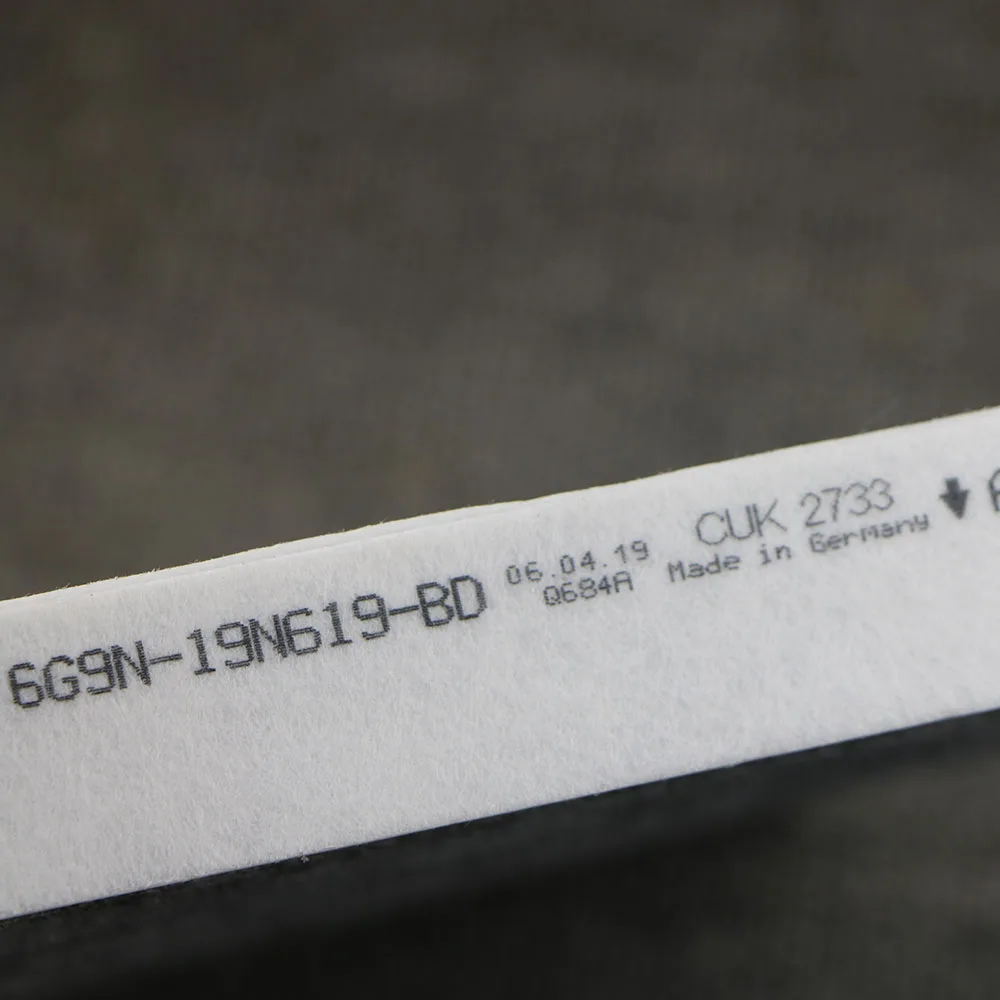 6G9N-19N619-BD
06.04.19
Q684A
CUK 2733
Made in Germany